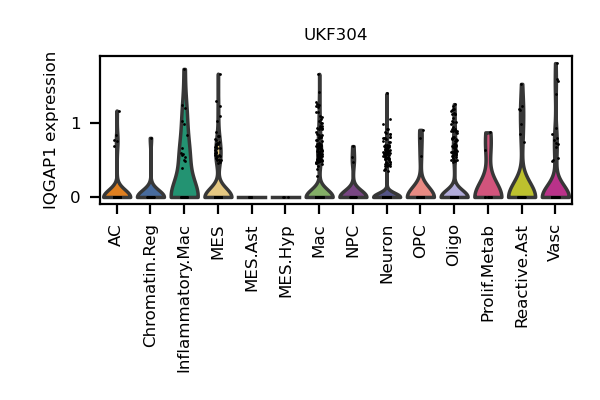 UKF304
IQGAP1 expression
1
0
AC
Chromatin.Reg
Inflammatory.Mac
MES
MES.Ast
MES.Hyp
Mac
NPC
Neuron
OPC
Oligo
Prolif.Metab
Reactive.Ast
Vasc